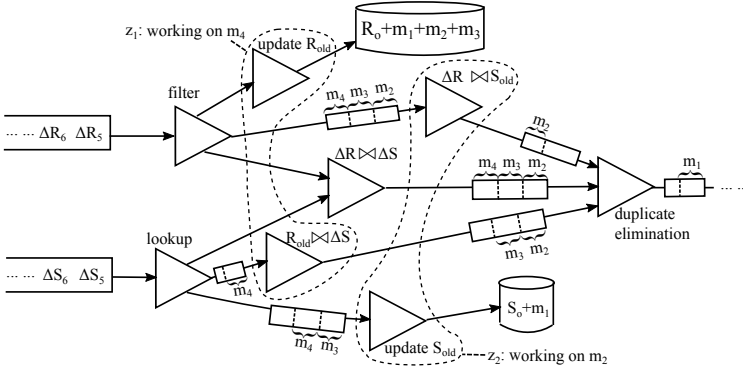 z₁: working on m₄
update R_old
Rₒ+m₁+m₂+m₃
ΔR ⋈S_old
filter
m₄ m₃ m₂
m₂
... ... ΔR₆ ΔR₅
ΔR⋈ΔS
m₄ m₃ m₂
m₁
... ...
lookup
R_old⋈ΔS
duplicate
elimination
m₃ m₂
... ... ΔS₆ ΔS₅
m₄
Sₒ+m₁
m₄ m₃
update S_old
z₂: working on m₂